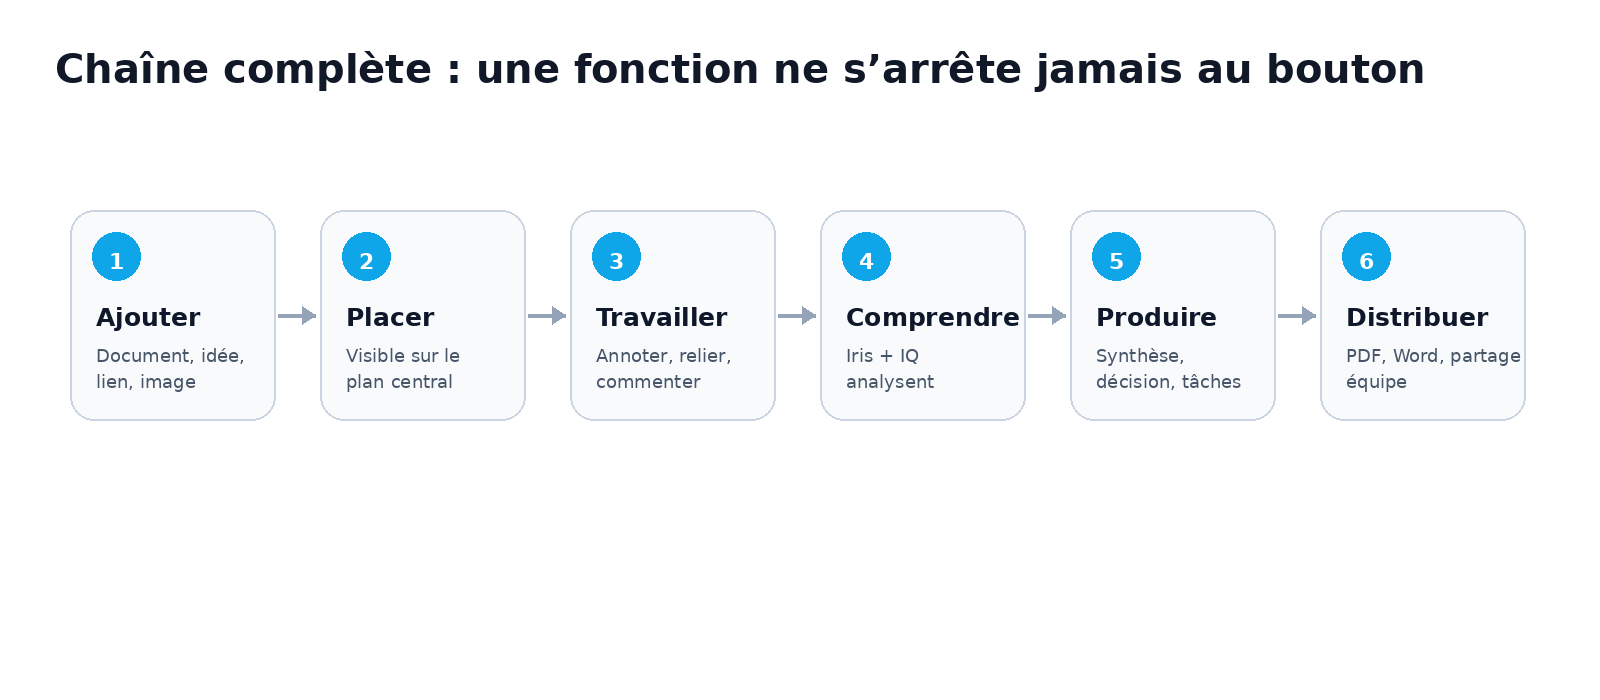 Chaîne complète : une fonction ne s’arrête jamais au bouton
1
Ajouter
Document, idée,
lien, image
2
Placer
Visible sur le
plan central
3
Travailler
Annoter, relier,
commenter
4
Comprendre
Iris + IQ
analysent
5
Produire
Synthèse,
décision, tâches
6
Distribuer
PDF, Word, partage
équipe